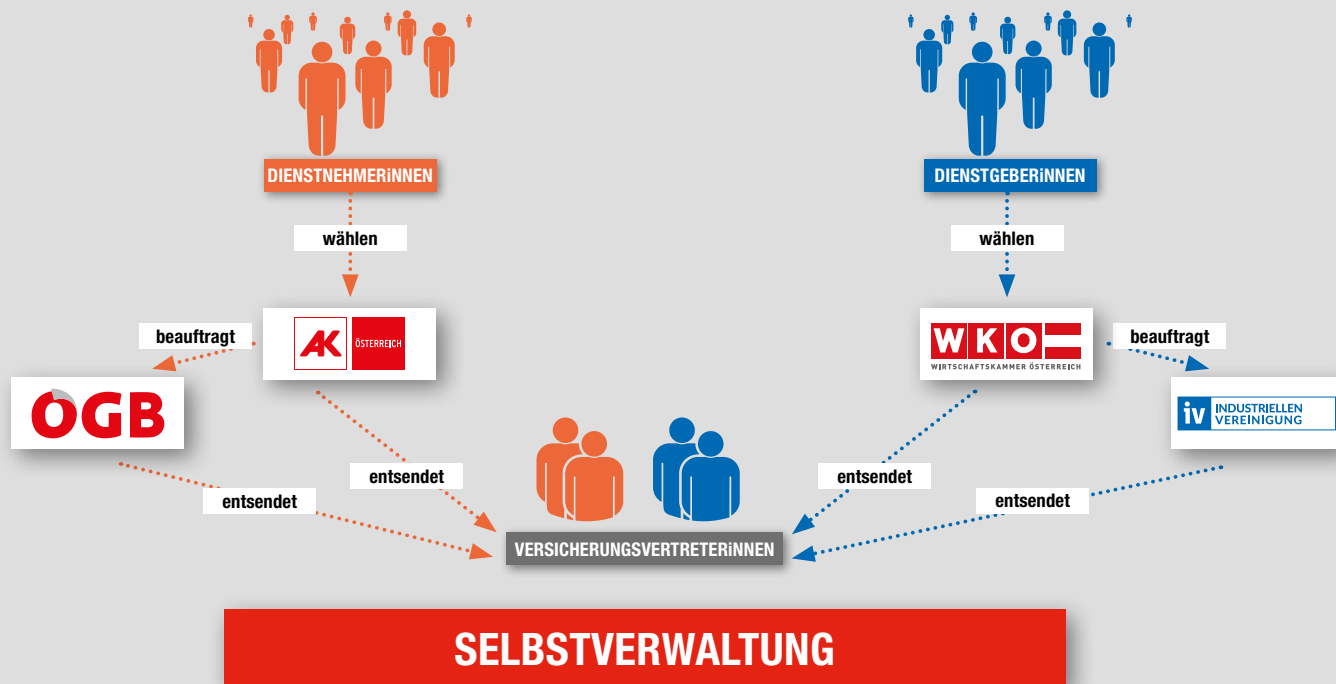 DIENSTNEHMERiNNEN
DIENSTGEBERiNNEN
wählen
wählen
beauftragt
AK ÖSTERREICH
WKO
WIRTSCHAFTSKAMMER ÖSTERREICH
beauftragt
ÖGB
iv INDUSTRIELLEN
VEREINIGUNG
entsendet
entsendet
entsendet
entsendet
VERSICHERUNGSVERTRETERiNNEN
SELBSTVERWALTUNG